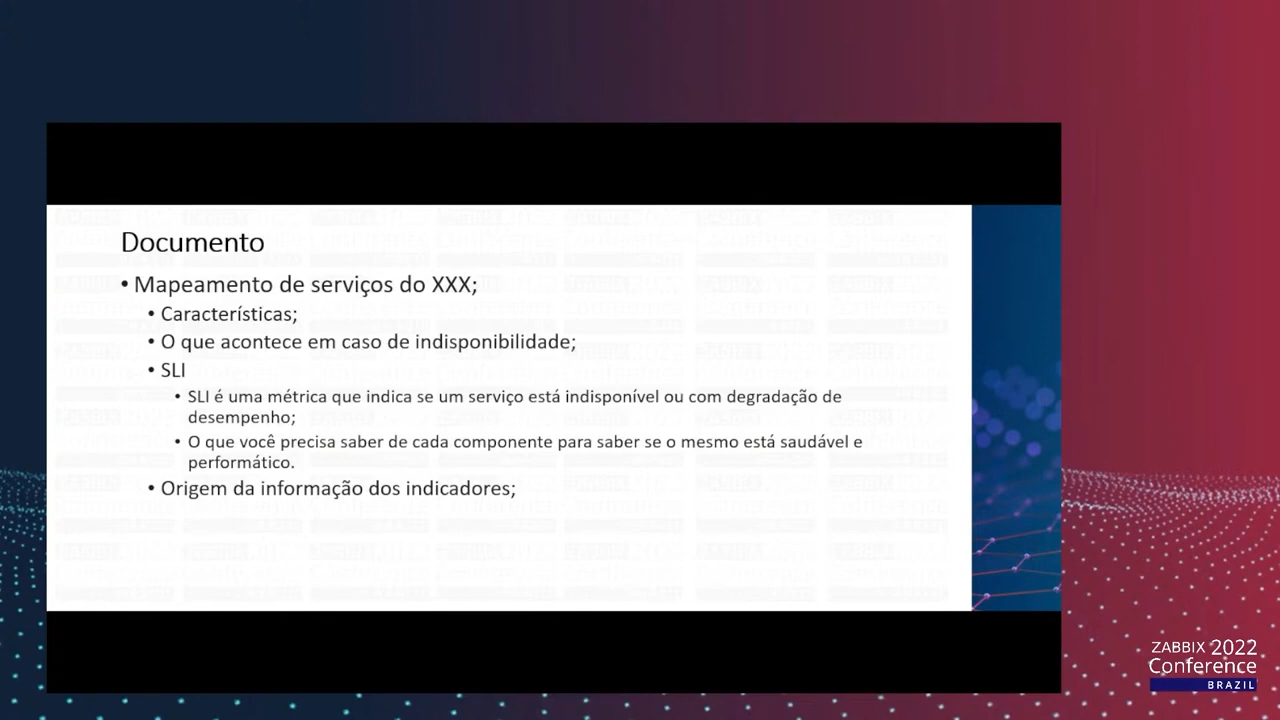 Documento
• Mapeamento de serviços do XXX;
• Características;
• O que acontece em caso de indisponibilidade;
• SLI
• SLI é uma métrica que indica se um serviço está indisponível ou com degradação de
desempenho;
• O que você precisa saber de cada componente para saber se o mesmo está saudável e
performático.
• Origem da informação dos indicadores;
ZABBIX 2022
Conference
BRAZIL